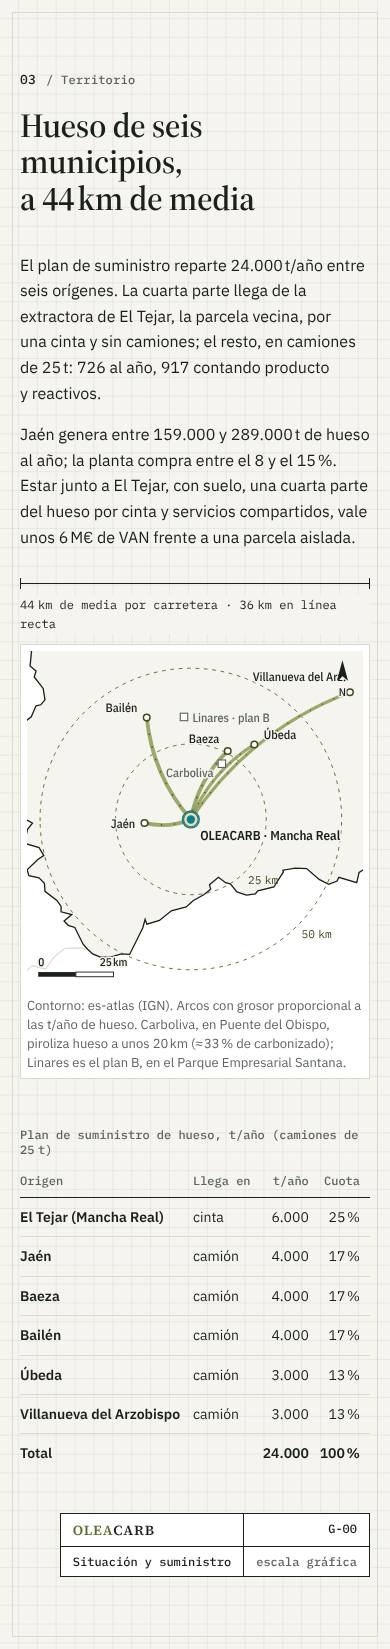 03 / Territorio
Hueso de seis
municipios,
a 44 km de media
El plan de suministro reparte 24.000 t/año entre
seis orígenes. La cuarta parte llega de la
extractora de El Tejar, la parcela vecina, por
una cinta y sin camiones; el resto, en camiones
de 25 t: 726 al año, 917 contando producto
y reactivos.
Jaén genera entre 159.000 y 289.000 t de hueso
al año; la planta compra entre el 8 y el 15 %.
Estar junto a El Tejar, con suelo, una cuarta parte
del hueso por cinta y servicios compartidos, vale
unos 6 M€ de VAN frente a una parcela aislada.
44 km de media por carretera · 36 km en línea
recta
Villanueva del Arz.
N
Bailén
Linares · plan B
Úbeda
Baeza
Carboliva
Jaén
OLEACARB · Mancha Real
25 km
50 km
0 25 km
Contorno: es-atlas (IGN). Arcos con grosor proporcional a
las t/año de hueso. Carboliva, en Puente del Obispo,
piroliza hueso a unos 20 km (≈33 % de carbonizado);
Linares es el plan B, en el Parque Empresarial Santana.
Plan de suministro de hueso, t/año (camiones de
25 t)
Origen Llega en t/año Cuota
El Tejar (Mancha Real) cinta 6.000 25 %
Jaén camión 4.000 17 %
Baeza camión 4.000 17 %
Bailén camión 4.000 17 %
Úbeda camión 3.000 13 %
Villanueva del Arzobispo camión 3.000 13 %
Total 24.000 100 %
OLEACARB G-00
Situación y suministro escala gráfica